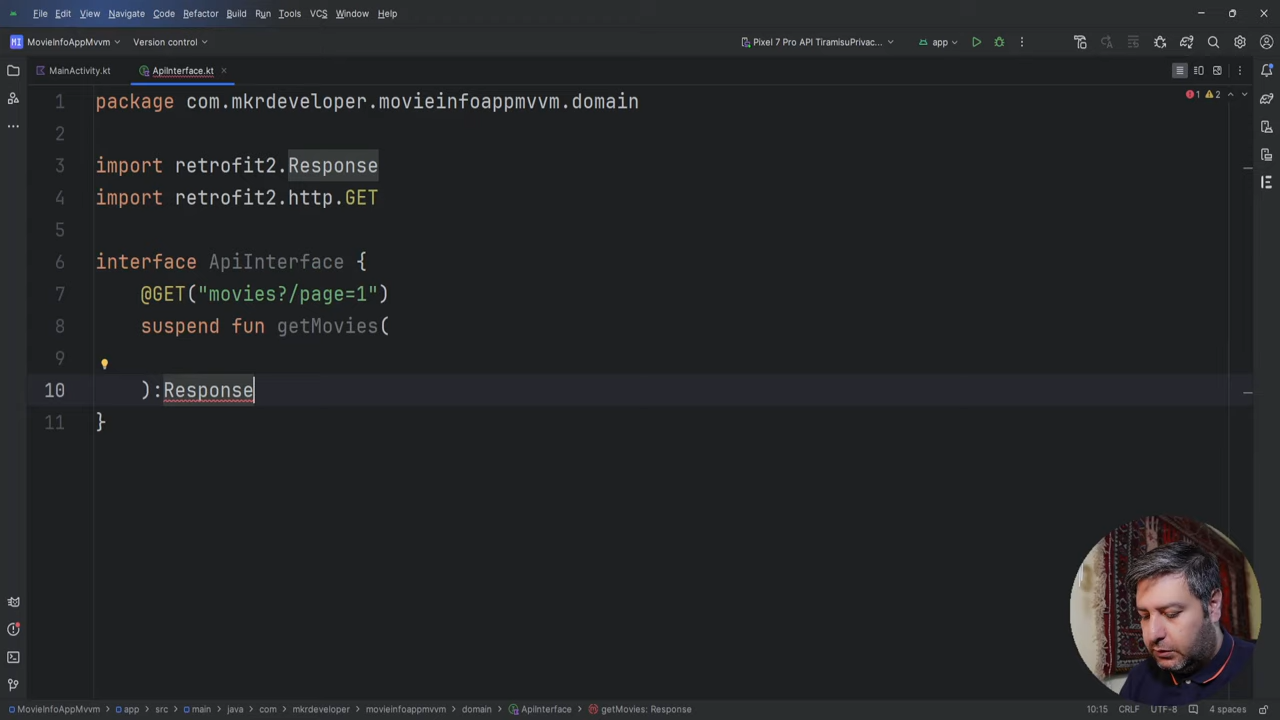 File Edit View Navigate Code Refactor Build Run Tools VCS Window Help
MI MovieInfoAppMvvm Version control Pixel 7 Pro API TiramisuPrivac... app
MainActivity.kt ApiInterface.kt
1 package com.mkrdeveloper.movieinfoappmvvm.domain 1 2
2
3 import retrofit2.Response
4 import retrofit2.http.GET
5
6 interface ApiInterface {
7 @GET("movies?/page=1")
8 suspend fun getMovies(
9
10 ):Response
11 }
MovieInfoAppMvvm app src main java com mkrdeveloper movieinfoappmvvm domain ApiInterface getMovies: Response 10:15 CRLF UTF-8 4 spaces